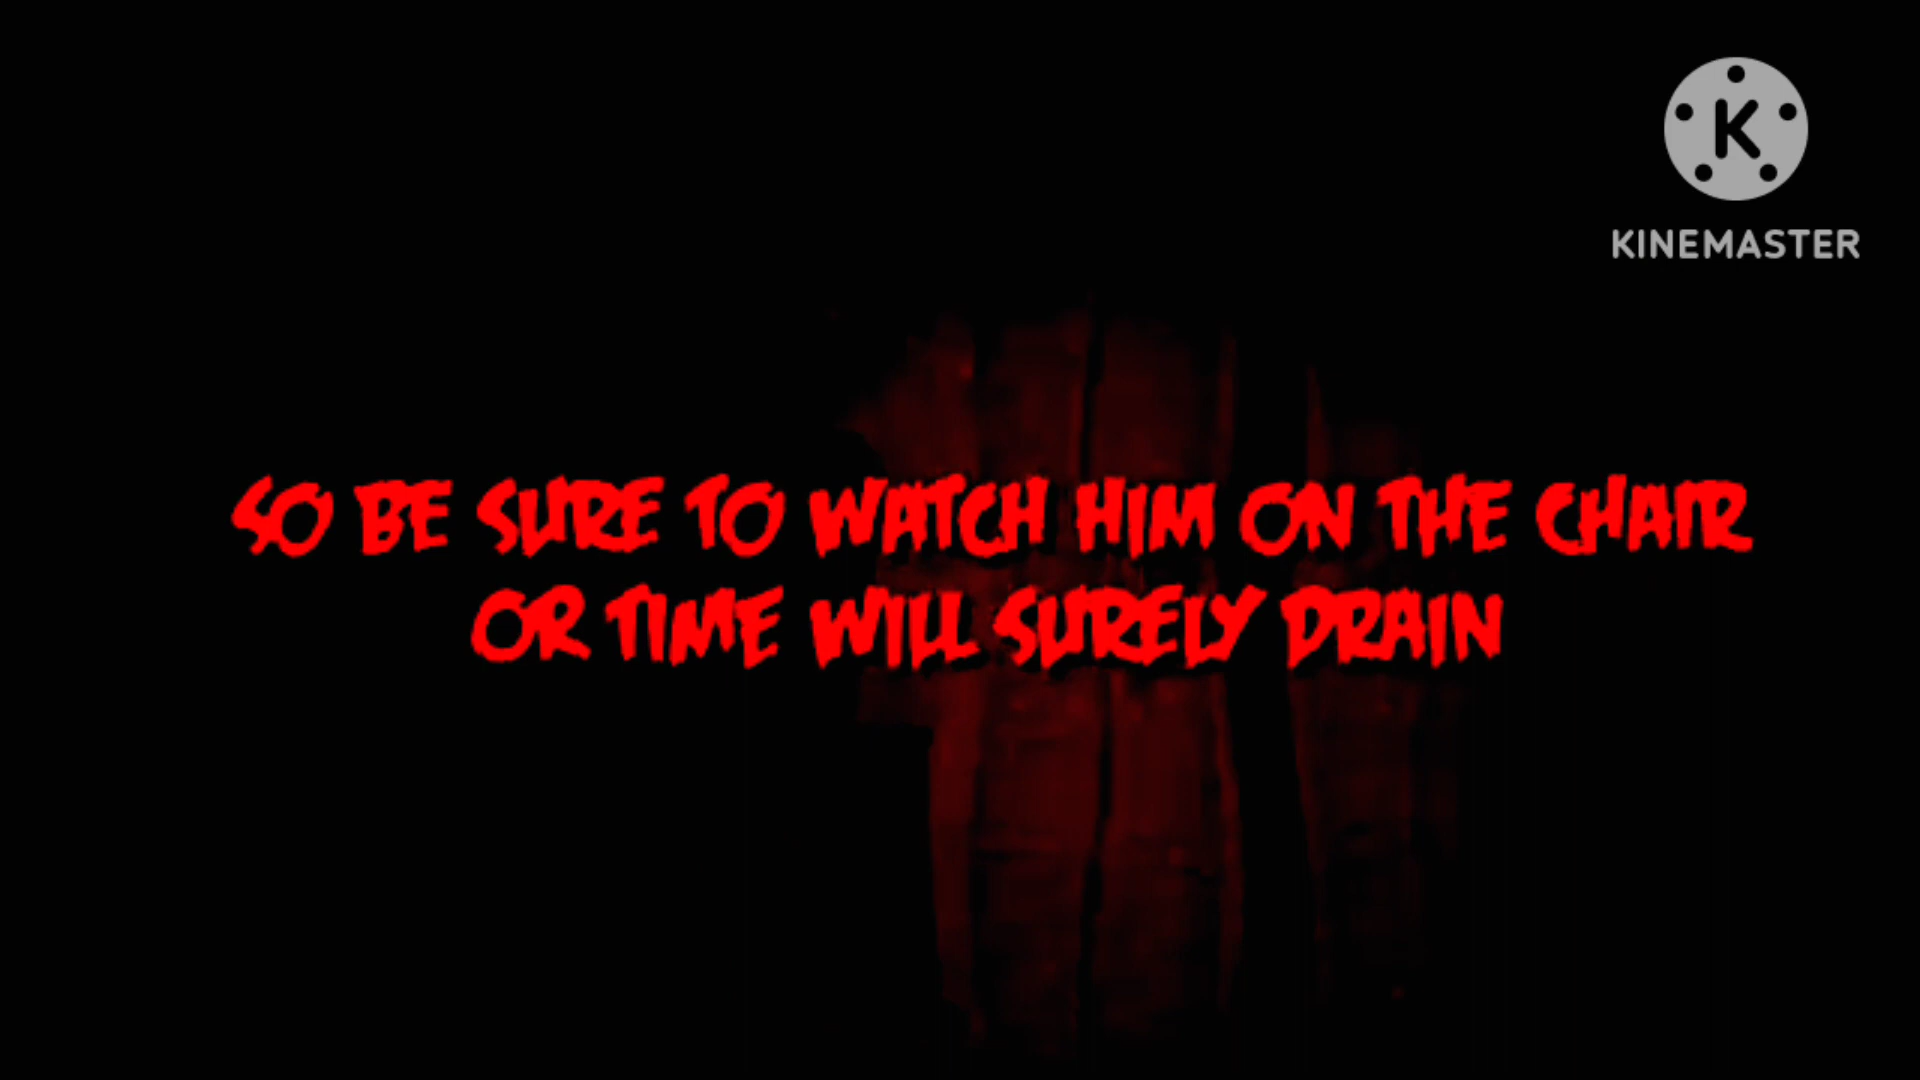 K
KINEMASTER
SO BE SURE TO WATCH HIM ON THE CHAIR
OR TIME WILL SURELY DRAIN